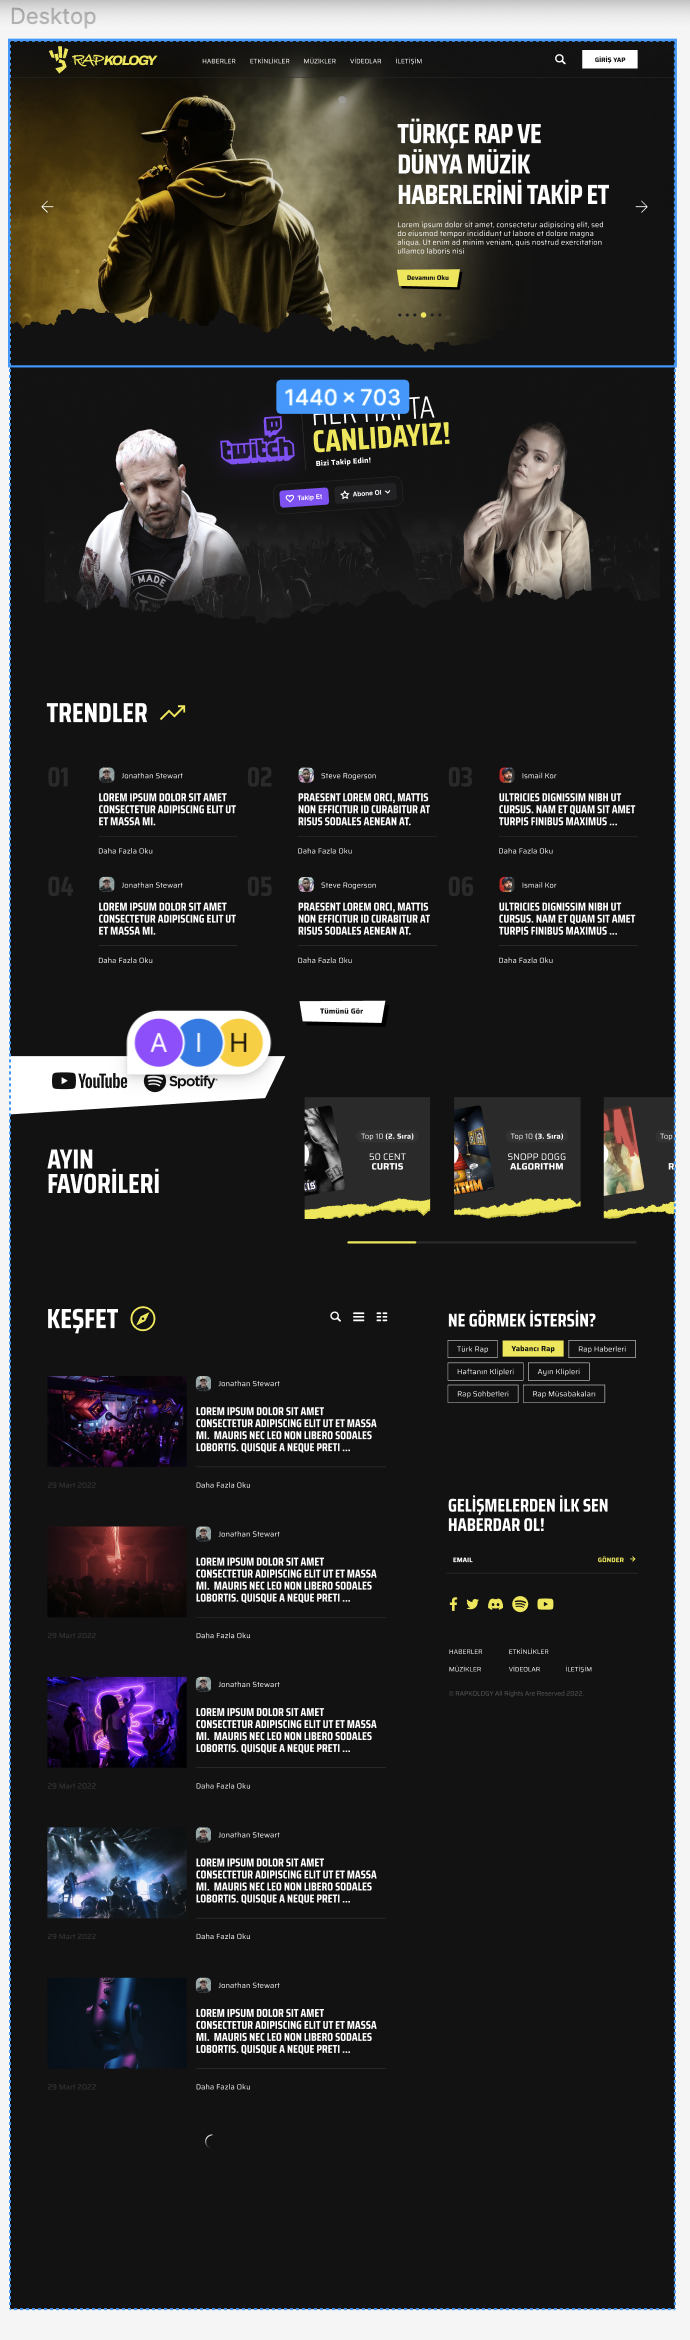 Desktop
RAPKOLOGY
HABERLER ETKİNLİKLER MÜZİKLER VİDEOLAR İLETİŞİM
GİRİŞ YAP
TÜRKÇE RAP VE
DÜNYA MÜZİK
HABERLERİNİ TAKİP ET
Lorem ipsum dolor sit amet, consectetur adipiscing elit, sed
do eiusmod tempor incididunt ut labore et dolore magna
aliqua. Ut enim ad minim veniam, quis nostrud exercitation
ullamco laboris nisi
Devamını Oku
1440 × 703
HER HAFTA
twitch
CANLIDAYIZ!
Bizi Takip Edin!
Takip Et
Abone Ol
MADE
TRENDLER
01
Jonathan Stewart
LOREM IPSUM DOLOR SIT AMET
CONSECTETUR ADIPISCING ELIT UT
ET MASSA MI.
Daha Fazla Oku
02
Steve Rogerson
PRAESENT LOREM ORCI, MATTIS
NON EFFICITUR ID CURABITUR AT
RISUS SODALES AENEAN AT.
Daha Fazla Oku
03
Ismail Kor
ULTRICIES DIGNISSIM NIBH UT
CURSUS. NAM ET QUAM SIT AMET
TURPIS FINIBUS MAXIMUS ...
Daha Fazla Oku
04
Jonathan Stewart
LOREM IPSUM DOLOR SIT AMET
CONSECTETUR ADIPISCING ELIT UT
ET MASSA MI.
Daha Fazla Oku
05
Steve Rogerson
PRAESENT LOREM ORCI, MATTIS
NON EFFICITUR ID CURABITUR AT
RISUS SODALES AENEAN AT.
Daha Fazla Oku
06
Ismail Kor
ULTRICIES DIGNISSIM NIBH UT
CURSUS. NAM ET QUAM SIT AMET
TURPIS FINIBUS MAXIMUS ...
Daha Fazla Oku
Tümünü Gör
A I H
YouTube
Spotify
AYIN
FAVORİLERİ
Top 10 (2. Sıra)
50 CENT
CURTIS
Top 10 (3. Sıra)
SNOPP DOGG
ALGORITHM
Top
R
KEŞFET
Jonathan Stewart
LOREM IPSUM DOLOR SIT AMET
CONSECTETUR ADIPISCING ELIT UT ET MASSA
MI. MAURIS NEC LEO NON LIBERO SODALES
LOBORTIS. QUISQUE A NEQUE PRETI ...
29 Mart 2022
Daha Fazla Oku
Jonathan Stewart
LOREM IPSUM DOLOR SIT AMET
CONSECTETUR ADIPISCING ELIT UT ET MASSA
MI. MAURIS NEC LEO NON LIBERO SODALES
LOBORTIS. QUISQUE A NEQUE PRETI ...
29 Mart 2022
Daha Fazla Oku
Jonathan Stewart
LOREM IPSUM DOLOR SIT AMET
CONSECTETUR ADIPISCING ELIT UT ET MASSA
MI. MAURIS NEC LEO NON LIBERO SODALES
LOBORTIS. QUISQUE A NEQUE PRETI ...
29 Mart 2022
Daha Fazla Oku
Jonathan Stewart
LOREM IPSUM DOLOR SIT AMET
CONSECTETUR ADIPISCING ELIT UT ET MASSA
MI. MAURIS NEC LEO NON LIBERO SODALES
LOBORTIS. QUISQUE A NEQUE PRETI ...
29 Mart 2022
Daha Fazla Oku
Jonathan Stewart
LOREM IPSUM DOLOR SIT AMET
CONSECTETUR ADIPISCING ELIT UT ET MASSA
MI. MAURIS NEC LEO NON LIBERO SODALES
LOBORTIS. QUISQUE A NEQUE PRETI ...
29 Mart 2022
Daha Fazla Oku
NE GÖRMEK İSTERSİN?
Türk Rap
Yabancı Rap
Rap Haberleri
Haftanın Klipleri
Ayın Klipleri
Rap Sohbetleri
Rap Müsabakaları
GELİŞMELERDEN İLK SEN
HABERDAR OL!
EMAIL
GÖNDER
HABERLER ETKİNLİKLER
MÜZİKLER VİDEOLAR İLETİŞİM
© RAPKOLOGY All Rights Are Reserved 2022.